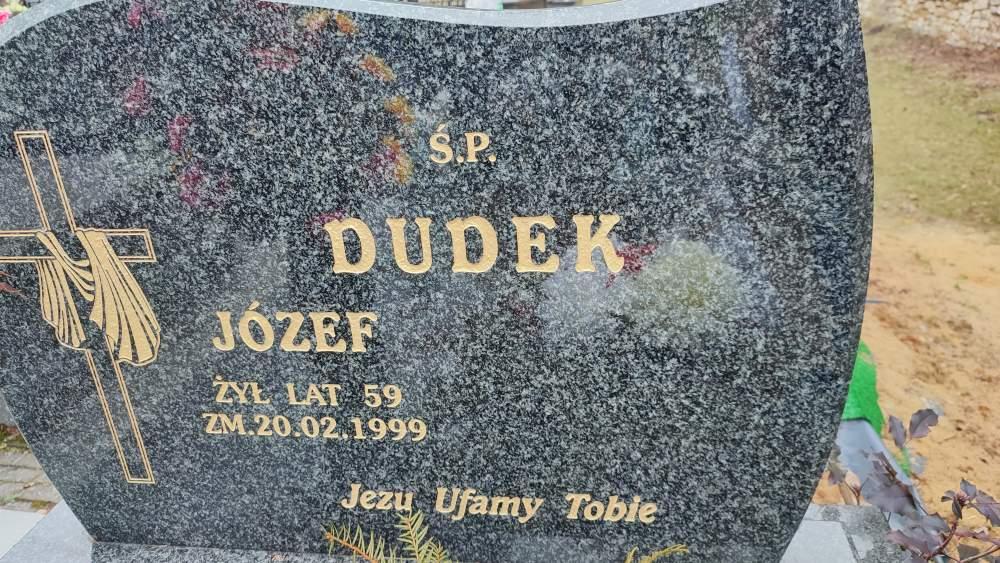 Ś.P.
DUDEK
JÓZEF
ŻYŁ LAT 59
ZM.20.02.1999
Jezu Ufamy Tobie